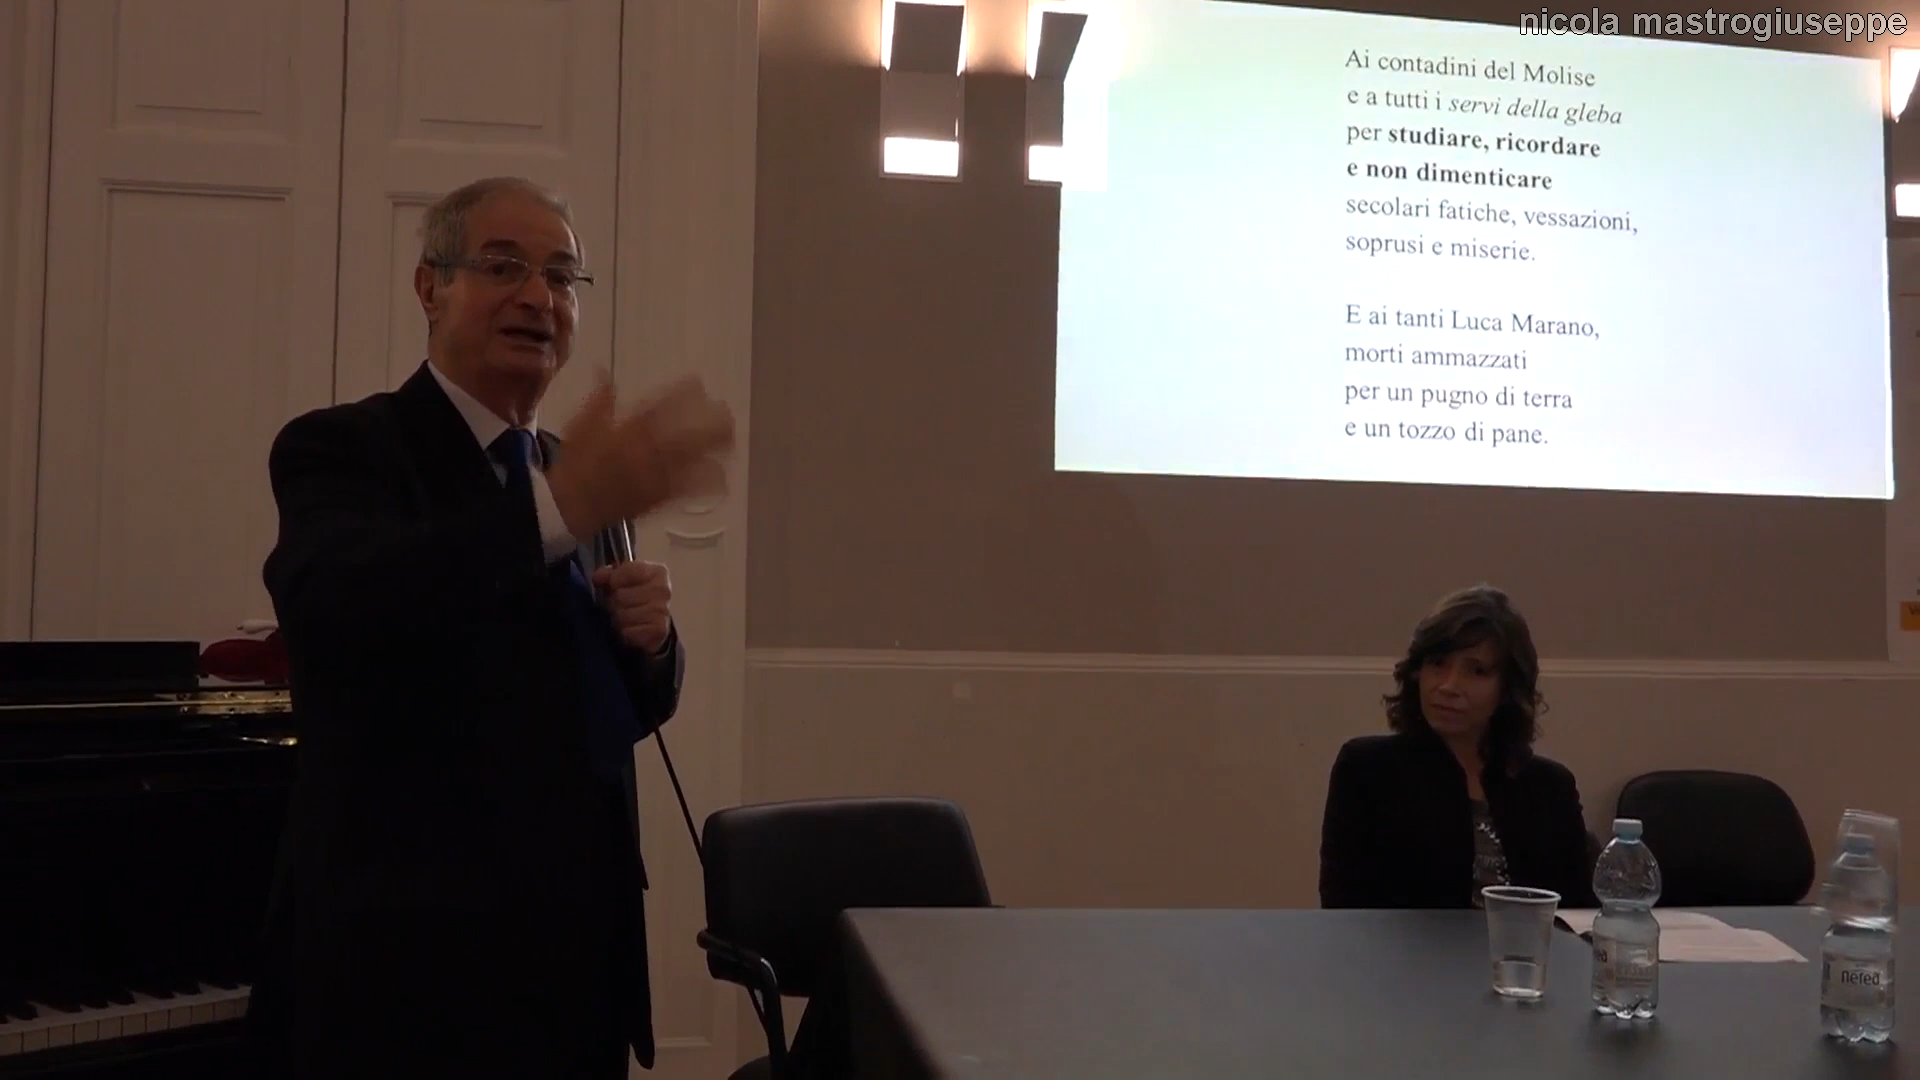 nicola mastrogiuseppe
Ai contadini del Molise
e a tutti i servi della gleba
per studiare, ricordare
e non dimenticare
secolari fatiche, vessazioni,
soprusi e miserie.
E ai tanti Luca Marano,
morti ammazzati
per un pugno di terra
e un tozzo di pane.
nefed